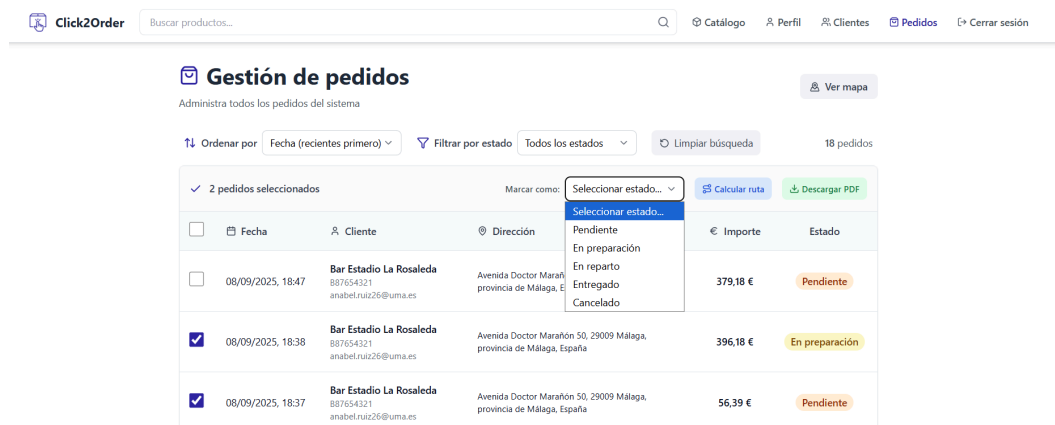 Click2Order
Buscar productos...
Catálogo
Perfil
Clientes
Pedidos
Cerrar sesión
Gestión de pedidos
Administra todos los pedidos del sistema
Ver mapa
Ordenar por
Fecha (recientes primero)
Filtrar por estado
Todos los estados
Limpiar búsqueda
18 pedidos
2 pedidos seleccionados
Marcar como:
Seleccionar estado...
Calcular ruta
Descargar PDF
Seleccionar estado...
Pendiente
En preparación
En reparto
Entregado
Cancelado
Fecha
Cliente
Dirección
€ Importe
Estado
08/09/2025, 18:47
Bar Estadio La Rosaleda
B87654321
anabel.ruiz26@uma.es
Avenida Doctor Marañ
provincia de Málaga, E
379,18 €
Pendiente
08/09/2025, 18:38
Bar Estadio La Rosaleda
B87654321
anabel.ruiz26@uma.es
Avenida Doctor Marañón 50, 29009 Málaga,
provincia de Málaga, España
396,18 €
En preparación
08/09/2025, 18:37
Bar Estadio La Rosaleda
B87654321
anabel.ruiz26@uma.es
Avenida Doctor Marañón 50, 29009 Málaga,
provincia de Málaga, España
56,39 €
Pendiente